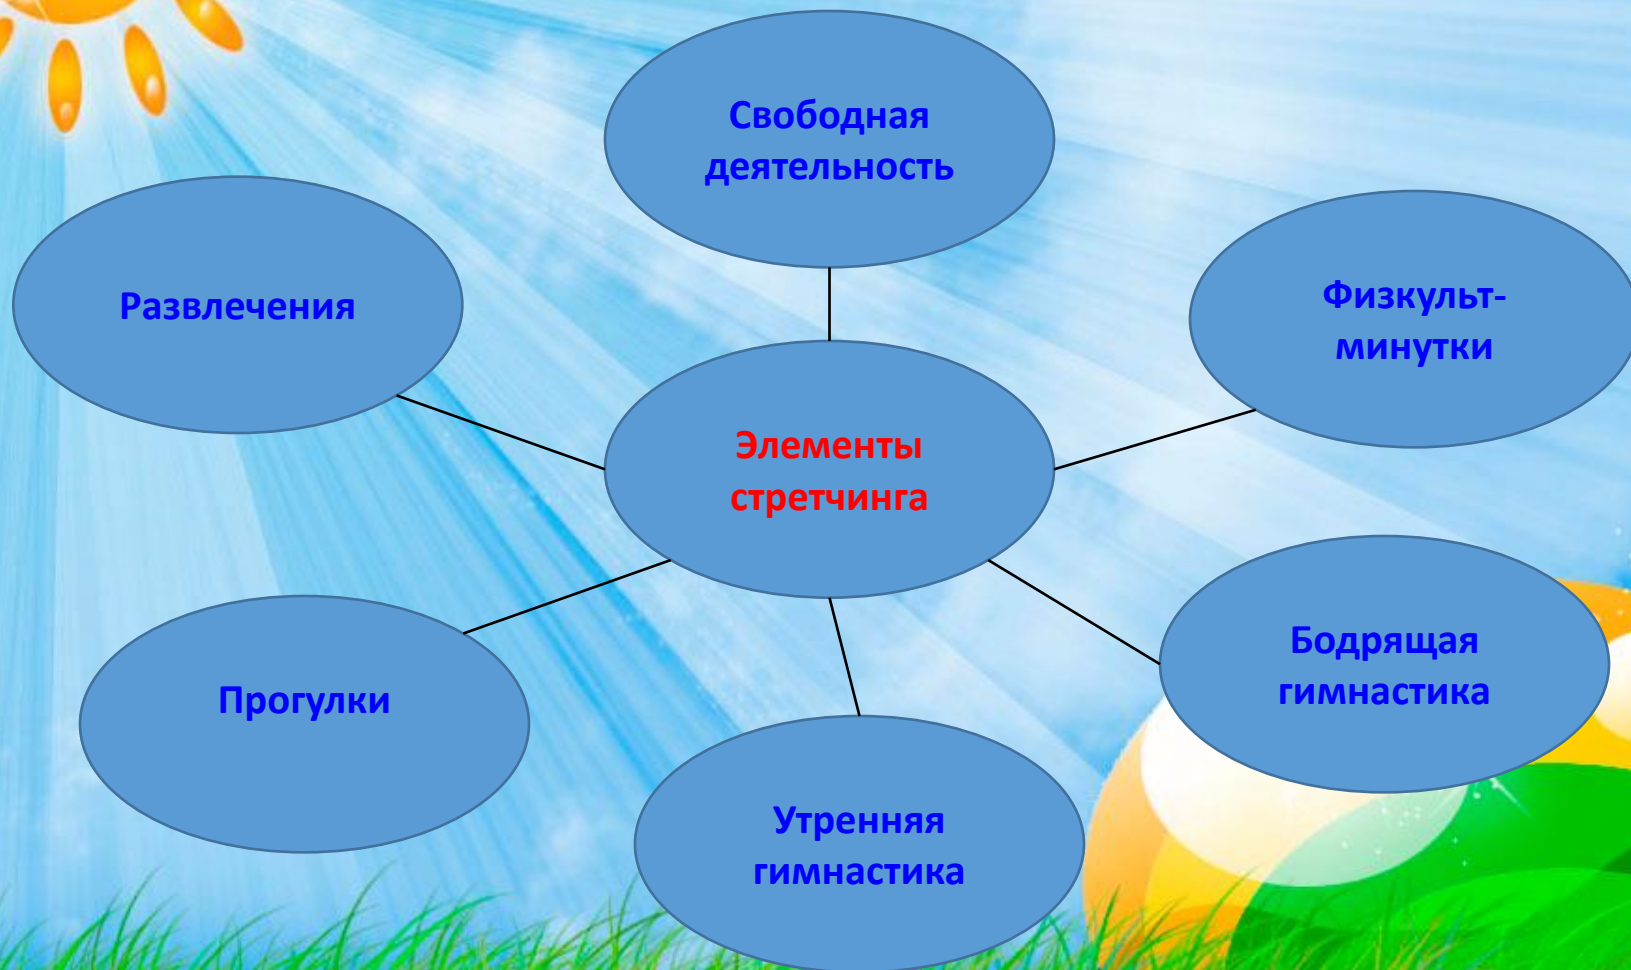 Свободная
деятельность
Развлечения
Физкульт-
минутки
Элементы
стретчинга
Бодрящая
гимнастика
Прогулки
Утренняя
гимнастика